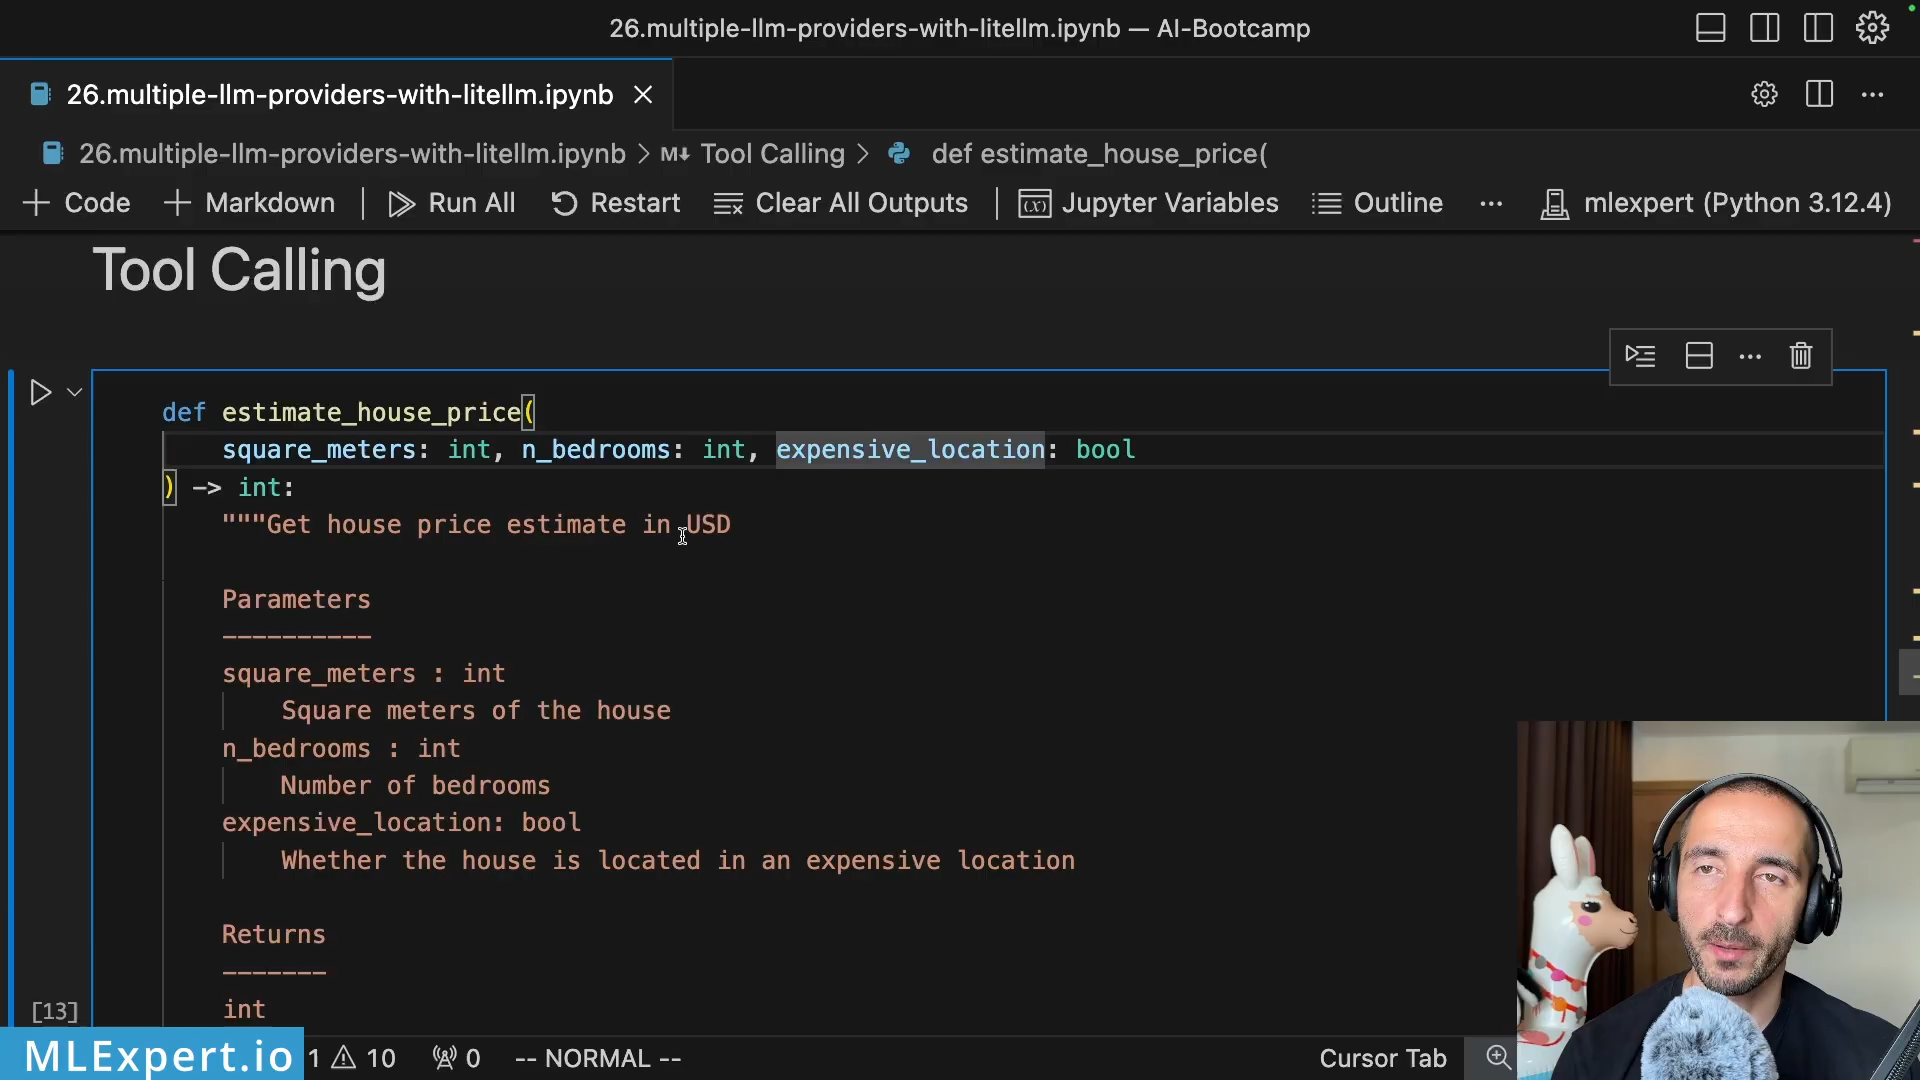 26.multiple-llm-providers-with-litellm.ipynb — AI-Bootcamp
26.multiple-llm-providers-with-litellm.ipynb
26.multiple-llm-providers-with-litellm.ipynb > M↓ Tool Calling > def estimate_house_price(
+ Code + Markdown Run All Restart Clear All Outputs Jupyter Variables Outline ... mlexpert (Python 3.12.4)
Tool Calling
def estimate_house_price(
square_meters: int, n_bedrooms: int, expensive_location: bool
) -> int:
"""Get house price estimate in USD
Parameters
----------
square_meters : int
Square meters of the house
n_bedrooms : int
Number of bedrooms
expensive_location: bool
Whether the house is located in an expensive location
Returns
-------
int
[13]
MLExpert.io 1 10 0 -- NORMAL -- Cursor Tab